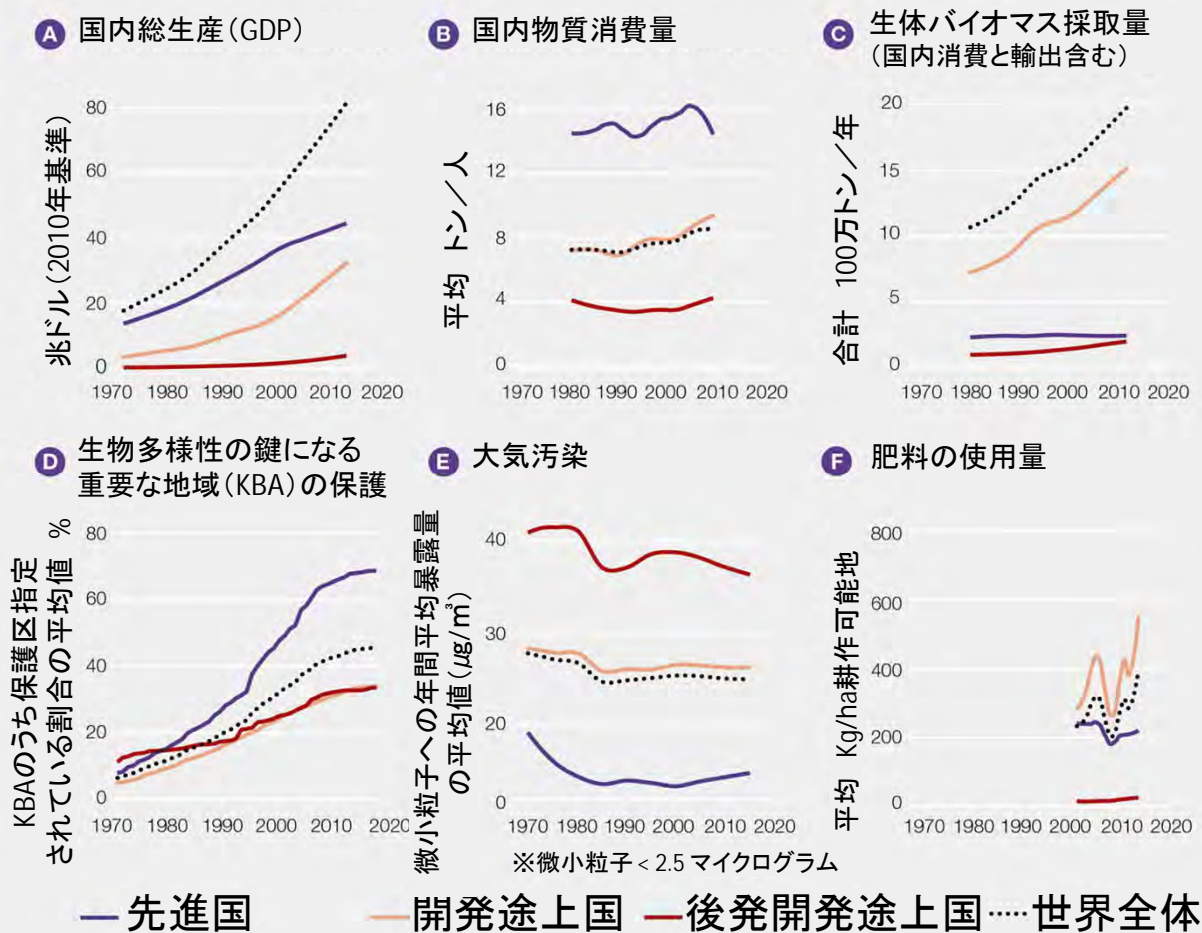 A 国内総生産(GDP)
兆ドル(2010年基準)
80
60
40
20
0
1970 1980 1990 2000 2010 2020
B 国内物質消費量
平均 トン/人
16
12
8
4
0
1970 1980 1990 2000 2010 2020
C 生体バイオマス採取量
(国内消費と輸出含む)
合計 100万トン/年
20
15
10
5
0
1970 1980 1990 2000 2010 2020
D 生物多様性の鍵になる
重要な地域(KBA)の保護
KBAのうち保護区指定
されている割合の平均値 %
80
60
40
20
0
1970 1980 1990 2000 2010 2020
E 大気汚染
微小粒子への年間平均暴露量
の平均値(μg/m³)
40
30
20
0
1970 1980 1990 2000 2010 2020
※微小粒子 < 2.5 マイクログラム
F 肥料の使用量
平均 Kg/ha耕作可能地
800
600
400
200
0
1970 1980 1990 2000 2010 2020
先進国 開発途上国 後発開発途上国 世界全体